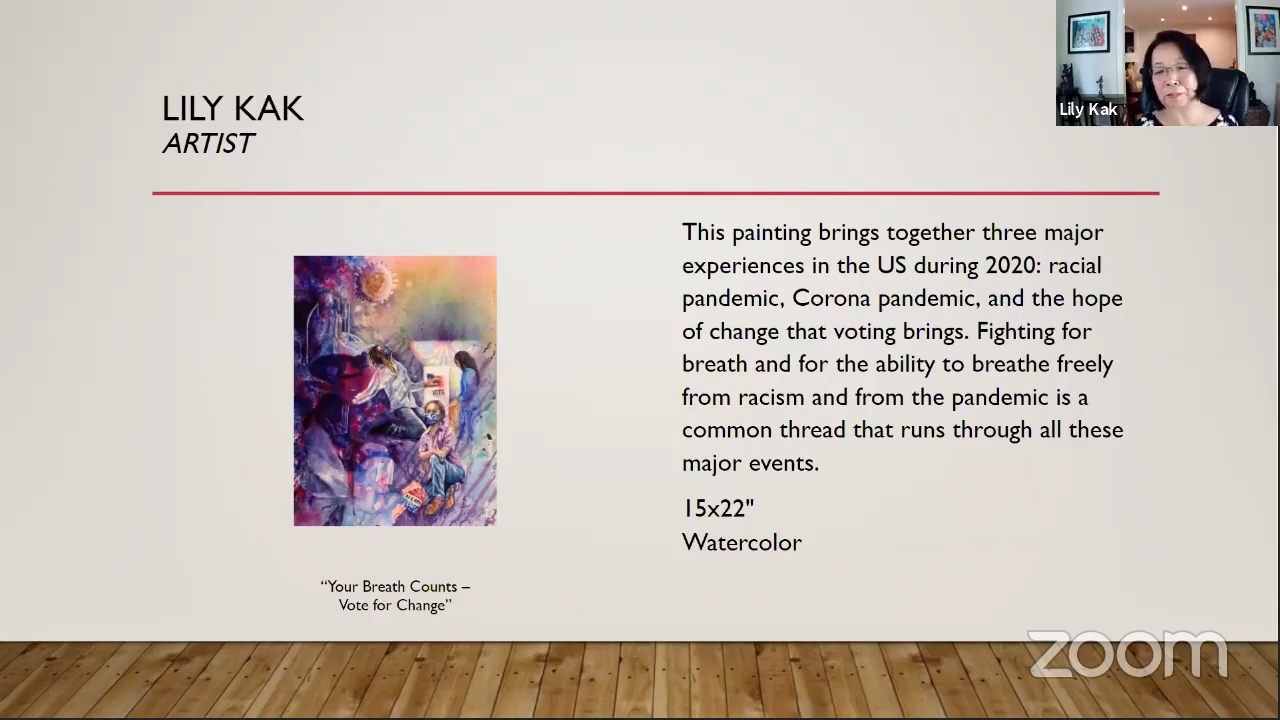 LILY KAK
ARTIST
Lily Kak
This painting brings together three major
experiences in the US during 2020: racial
pandemic, Corona pandemic, and the hope
of change that voting brings. Fighting for
breath and for the ability to breathe freely
from racism and from the pandemic is a
common thread that runs through all these
major events.
15x22"
Watercolor
VOTE
“Your Breath Counts –
Vote for Change”
zoom